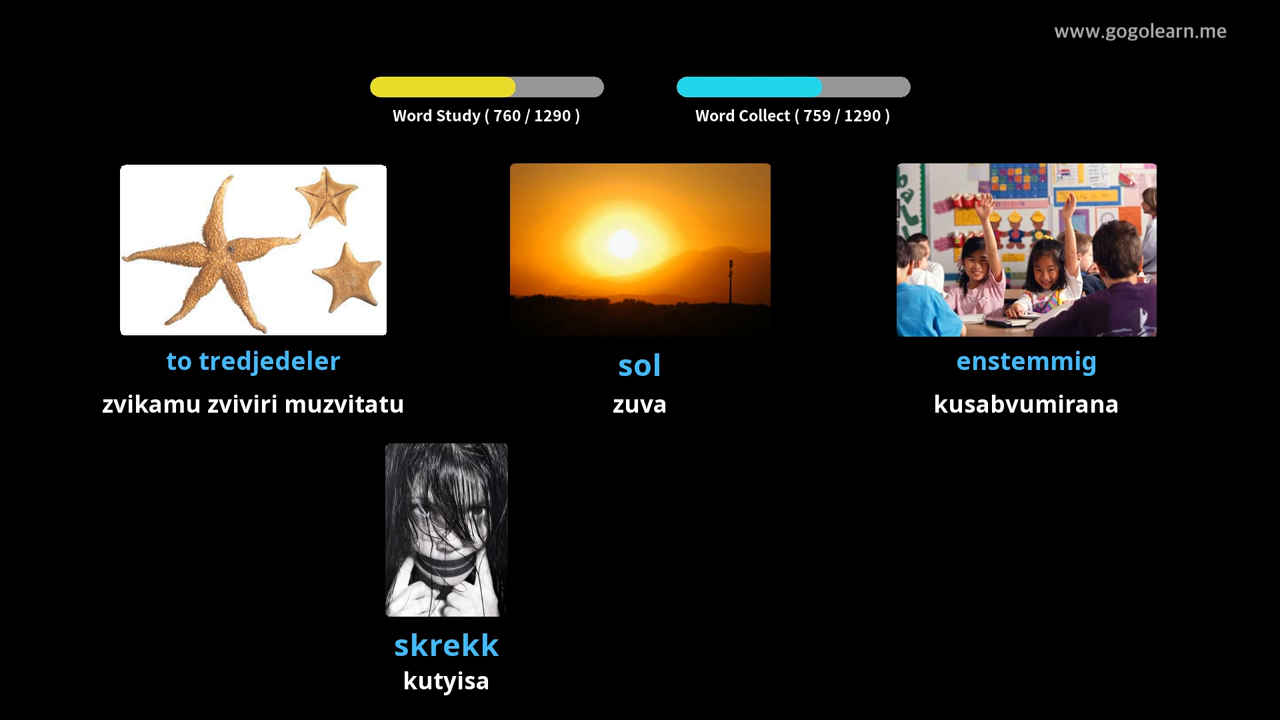 www.gogolearn.me
Word Study ( 760 / 1290 )
Word Collect ( 759 / 1290 )
to tredjedeler
zvikamu zviviri muzvitatu
sol
zuva
enstemmig
kusabvumirana
skrekk
kutyisa